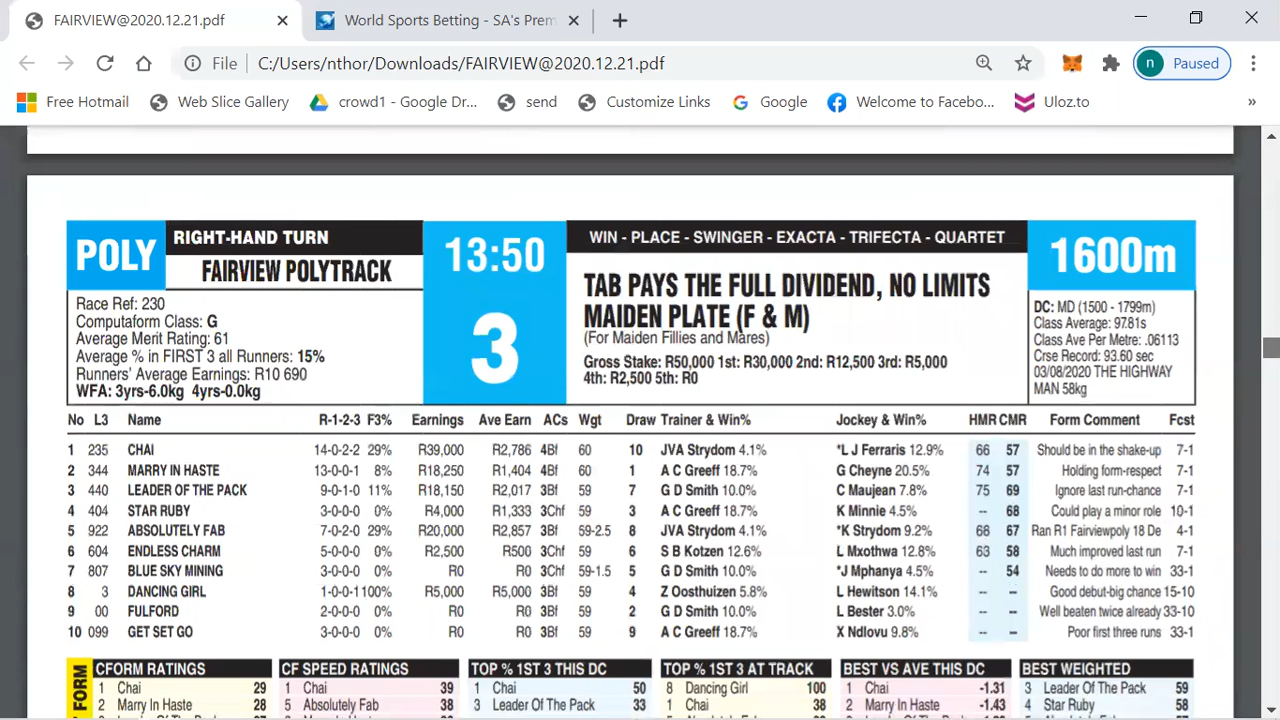 FAIRVIEW@2020.12.21.pdf World Sports Betting - SA's Prem
File C:/Users/nthor/Downloads/FAIRVIEW@2020.12.21.pdf n Paused
Free Hotmail Web Slice Gallery crowd1 - Google Dr... send Customize Links Google Welcome to Facebo... Uloz.to »
POLY RIGHT-HAND TURN
FAIRVIEW POLYTRACK
Race Ref: 230
Computaform Class: G
Average Merit Rating: 61
Average % in FIRST 3 all Runners: 15%
Runners' Average Earnings: R10 690
WFA: 3yrs-6.0kg 4yrs-0.0kg
13:50
3
WIN - PLACE - SWINGER - EXACTA - TRIFECTA - QUARTET
TAB PAYS THE FULL DIVIDEND, NO LIMITS
MAIDEN PLATE (F & M)
(For Maiden Fillies and Mares)
Gross Stake: R50,000 1st: R30,000 2nd: R12,500 3rd: R5,000
4th: R2,500 5th: R0
1600m
DC: MD (1500 - 1799m)
Class Average: 97.81s
Class Ave Per Metre: .06113
Crse Record: 93.60 sec
03/08/2020 THE HIGHWAY
MAN 58kg
No L3 Name R-1-2-3 F3% Earnings Ave Earn ACs Wgt Draw Trainer & Win% Jockey & Win% HMR CMR Form Comment Fcst
1 235 CHAI 14-0-2-2 29% R39,000 R2,786 4Bf 60 10 JVA Strydom 4.1% *L J Ferraris 12.9% 66 57 Should be in the shake-up 7-1
2 344 MARRY IN HASTE 13-0-0-1 8% R18,250 R1,404 4Bf 60 1 A C Greeff 18.7% G Cheyne 20.5% 74 57 Holding form-respect 7-1
3 440 LEADER OF THE PACK 9-0-1-0 11% R18,150 R2,017 3Bf 59 7 G D Smith 10.0% C Maujean 7.8% 75 69 Ignore last run-chance 7-1
4 404 STAR RUBY 3-0-0-0 0% R4,000 R1,333 3Chf 59 3 A C Greeff 18.7% K Minnie 4.5% -- 68 Could play a minor role 10-1
5 922 ABSOLUTELY FAB 7-0-2-0 29% R20,000 R2,857 3Bf 59-2.5 8 JVA Strydom 4.1% *K Strydom 9.2% 66 67 Ran R1 Fairviewpoly 18 De 4-1
6 604 ENDLESS CHARM 5-0-0-0 0% R2,500 R500 3Chf 59 6 S B Kotzen 12.6% L Mxothwa 12.8% 63 58 Much improved last run 7-1
7 807 BLUE SKY MINING 4-0-0-0 0% R0 R0 3Chf 59-1.5 5 G D Smith 10.0% *J Mphanya 4.5% -- 54 Needs to do more to win 33-1
8 3 DANCING GIRL 1-0-0-1 100% R5,000 R5,000 3Bf 59 4 Z Oosthuizen 5.8% L Hewitson 14.1% -- -- Good debut-big chance 15-10
9 00 FULFORD 2-0-0-0 0% R0 R0 3Bf 59 2 G D Smith 10.0% L Bester 3.0% -- -- Well beaten twice already 33-10
10 099 GET SET GO 3-0-0-0 0% R0 R0 3Bf 59 9 A C Greeff 18.7% X Ndlovu 9.8% -- -- Poor first three runs 33-1
FORM CFORM RATINGS CF SPEED RATINGS TOP % 1ST 3 THIS DC TOP % 1ST 3 AT TRACK BEST VS AVE THIS DC BEST WEIGHTED
1 Chai 29 1 Chai 39 1 Chai 50 8 Dancing Girl 100 1 Chai -1.31 3 Leader Of The Pack 59
2 Marry In Haste 28 5 Absolutely Fab 38 3 Leader Of The Pack 33 1 Chai 38 2 Marry In Haste -1.43 4 Star Ruby 58